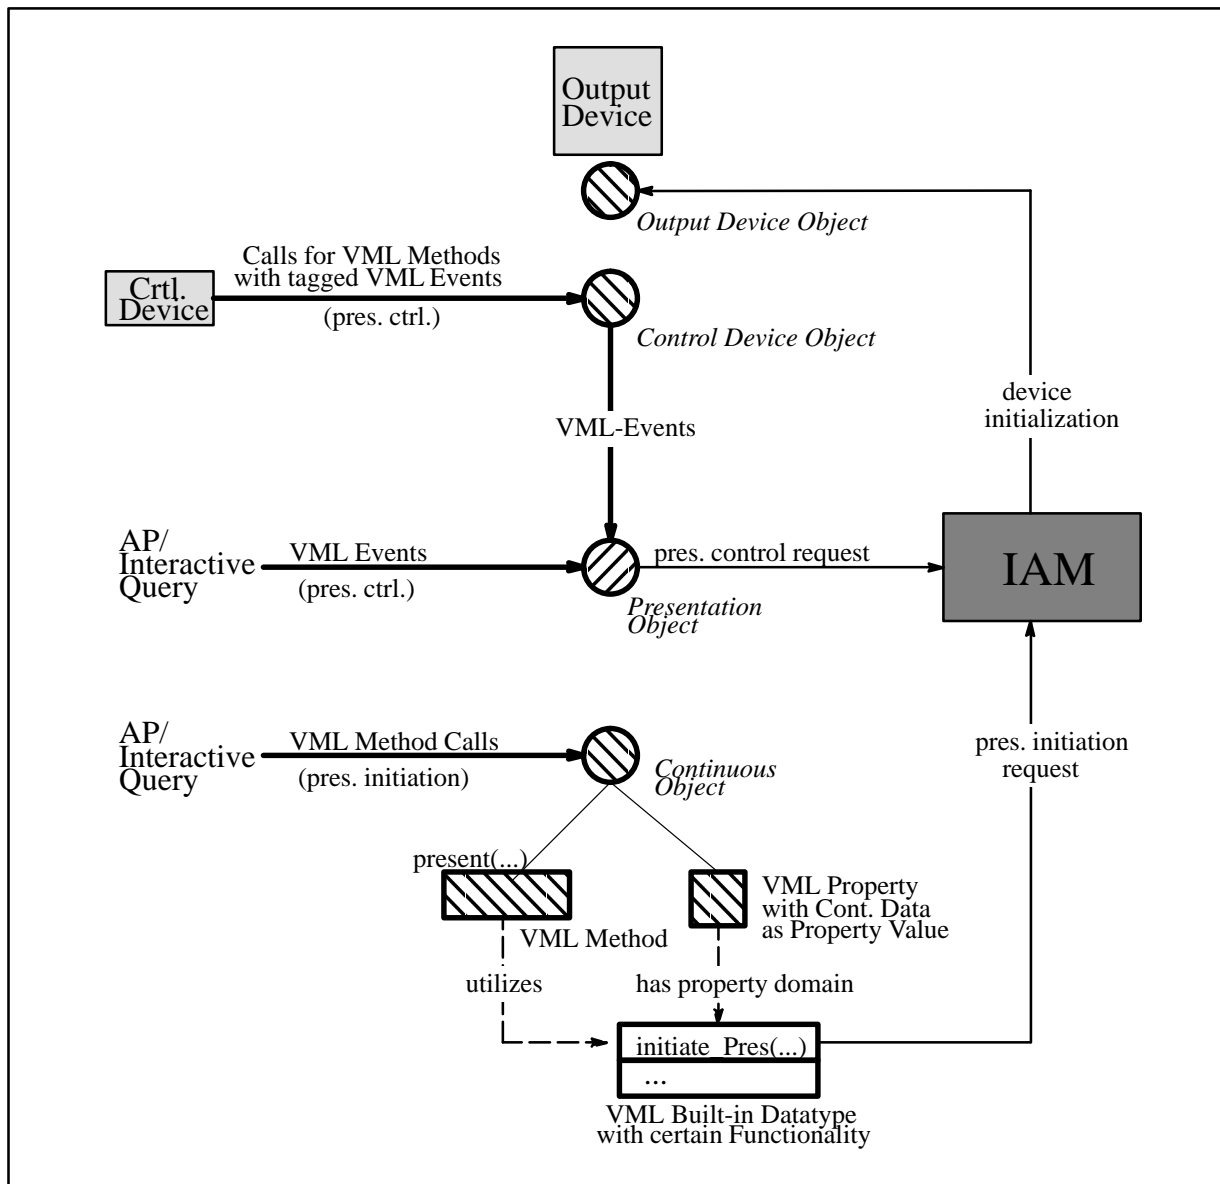 Output
Device
Output Device Object
Calls for VML Methods
with tagged VML Events
(pres. ctrl.)
Crtl.
Device
Control Device Object
device
initialization
VML-Events
AP/
Interactive
Query
VML Events
(pres. ctrl.)
pres. control request
IAM
Presentation
Object
AP/
Interactive
Query
VML Method Calls
(pres. initiation)
Continuous
Object
pres. initiation
request
present(...)
VML Method
VML Property
with Cont. Data
as Property Value
utilizes
has property domain
initiate_Pres(...)
...
VML Built-in Datatype
with certain Functionality